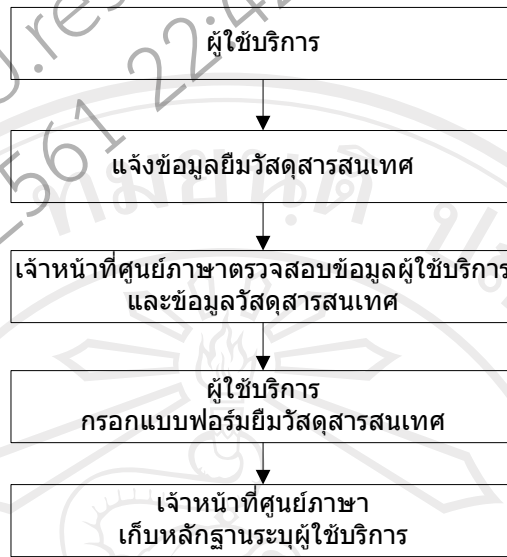 ผู้ใช้บริการ
แจ้งข้อมูลยืมวัสดุสารสนเทศ
เจ้าหน้าที่ศูนย์ภาษาตรวจสอบข้อมูลผู้ใช้บริการ
และข้อมูลวัสดุสารสนเทศ
ผู้ใช้บริการ
กรอกแบบฟอร์มยืมวัสดุสารสนเทศ
เจ้าหน้าที่ศูนย์ภาษา
เก็บหลักฐานระบุผู้ใช้บริการ